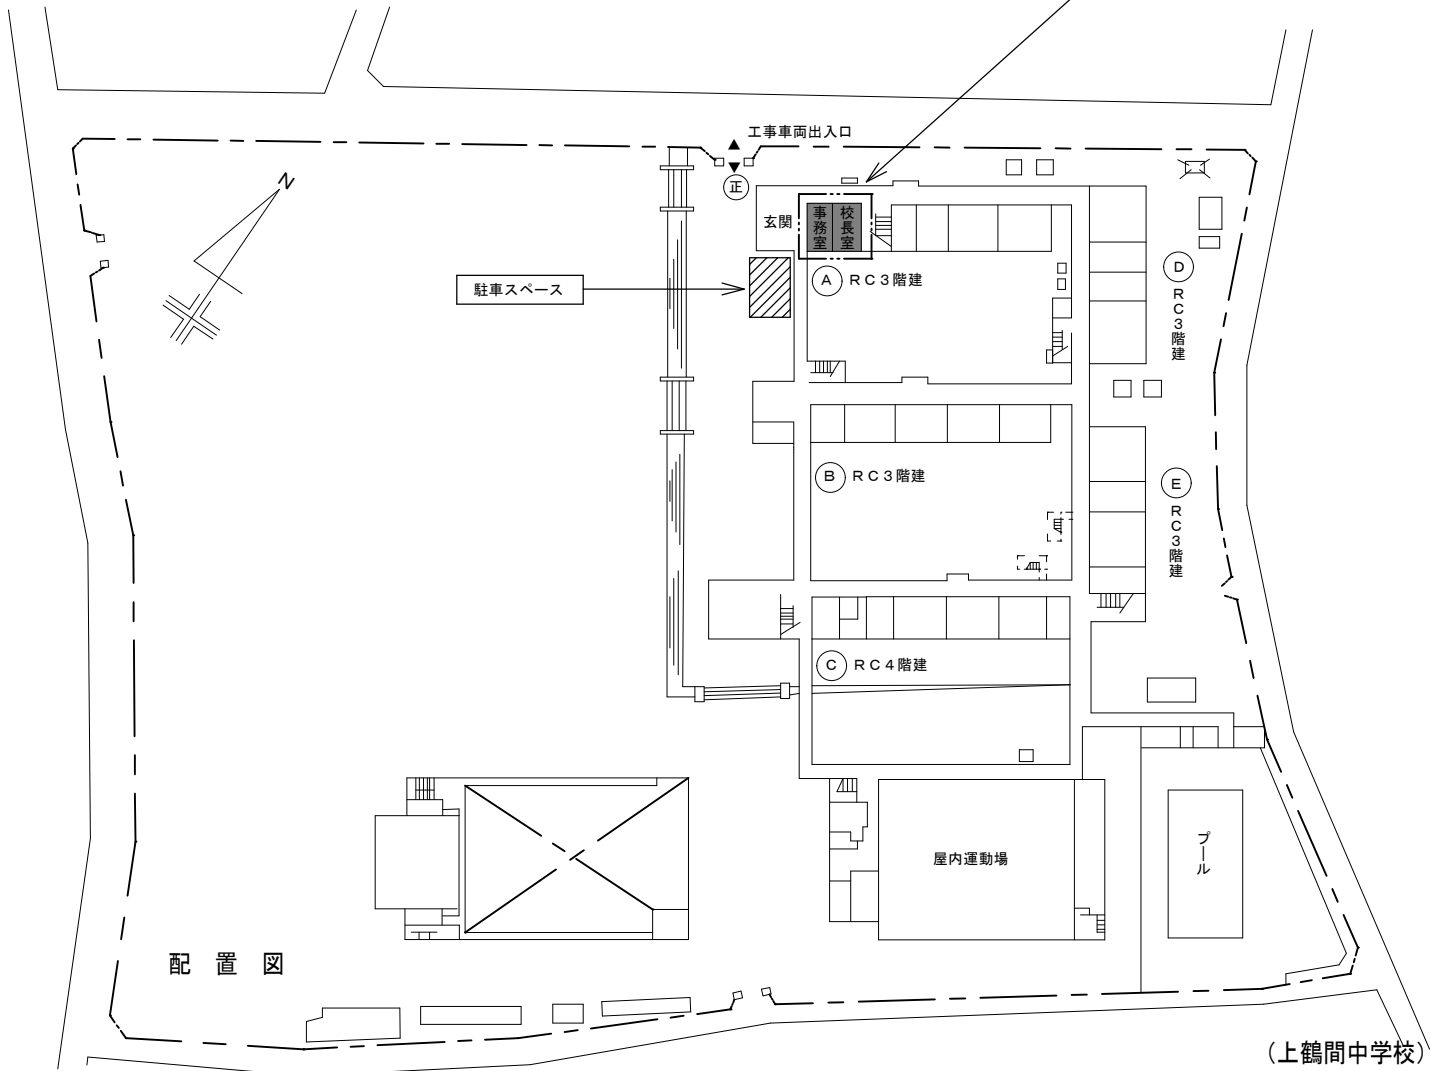 工事車両出入口
正
N
玄関
事務室
校長室
A RC3階建
D
RC3階建
駐車スペース
B RC3階建
E
RC3階建
C RC4階建
屋内運動場
プール
配置図
(上鶴間中学校)